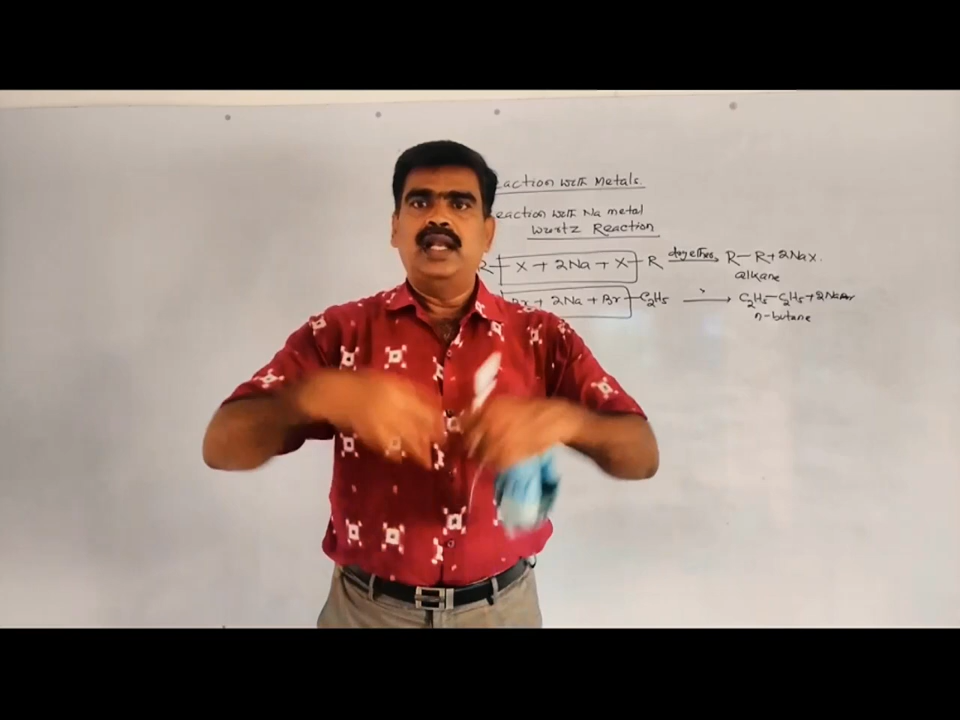 eaction with Metals.
eaction with Na metal
Wurtz Reaction
R X + 2Na + X — R dry ether R — R + 2NaX.
alkane
Br + 2Na + Br — C₂H₅ → C₂H₅ — C₂H₅ + 2NaBr
n-butane